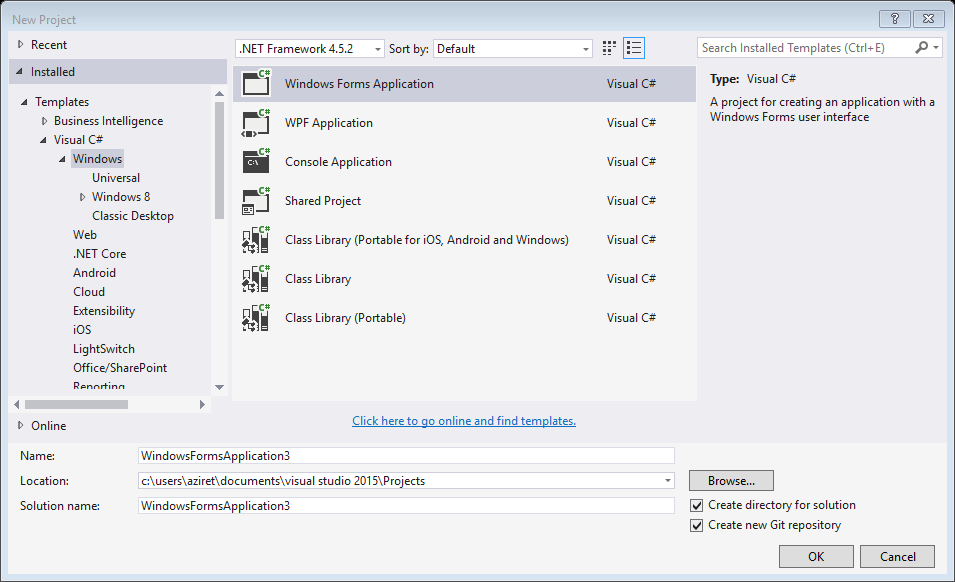 New Project
Recent
.NET Framework 4.5.2 Sort by: Default
Search Installed Templates (Ctrl+E)
Installed
Templates
Business Intelligence
Visual C#
Windows
Universal
Windows 8
Classic Desktop
Web
.NET Core
Android
Cloud
Extensibility
iOS
LightSwitch
Office/SharePoint
Reporting
Online
C# Windows Forms Application Visual C#
C# WPF Application Visual C#
C# C:\ Console Application Visual C#
C# Shared Project Visual C#
C# Class Library (Portable for iOS, Android and Windows) Visual C#
C# Class Library Visual C#
C# Class Library (Portable) Visual C#
Click here to go online and find templates.
Type: Visual C#
A project for creating an application with a
Windows Forms user interface
Name: WindowsFormsApplication3
Location: c:\users\aziret\documents\visual studio 2015\Projects
Browse...
Solution name: WindowsFormsApplication3
Create directory for solution
Create new Git repository
OK Cancel